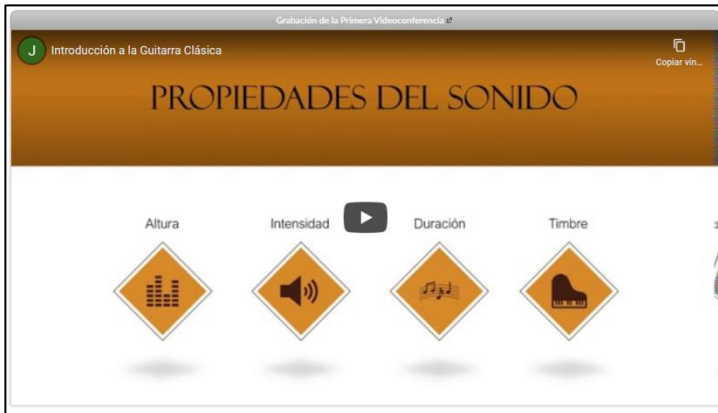 Grabación de la Primera Videoconferencia
J Introducción a la Guitarra Clásica
Copiar vín...
PROPIEDADES DEL SONIDO
Altura Intensidad Duración Timbre